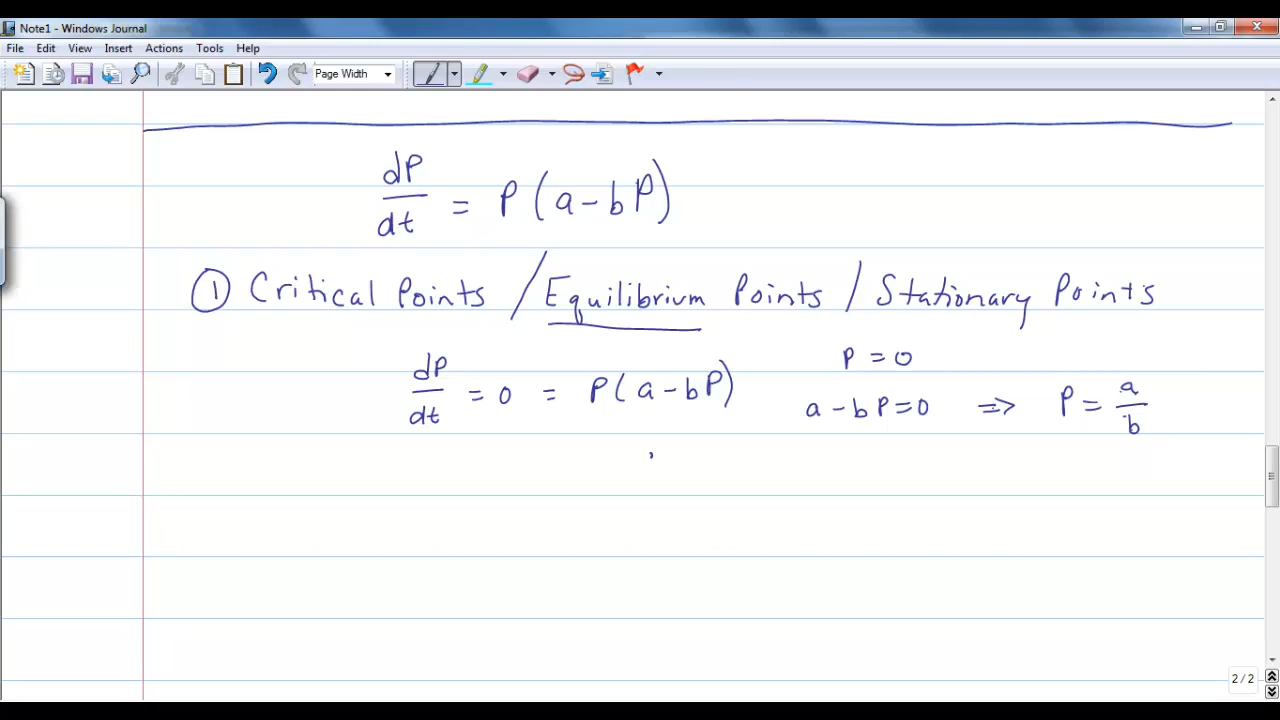 Note1 - Windows Journal
File Edit View Insert Actions Tools Help
Page Width
dP/dt = P(a-bP)
① Critical Points / Equilibrium Points / Stationary Points
P = 0
dP/dt = 0 = P(a-bP) a-bP=0 => P = a/b
2/2